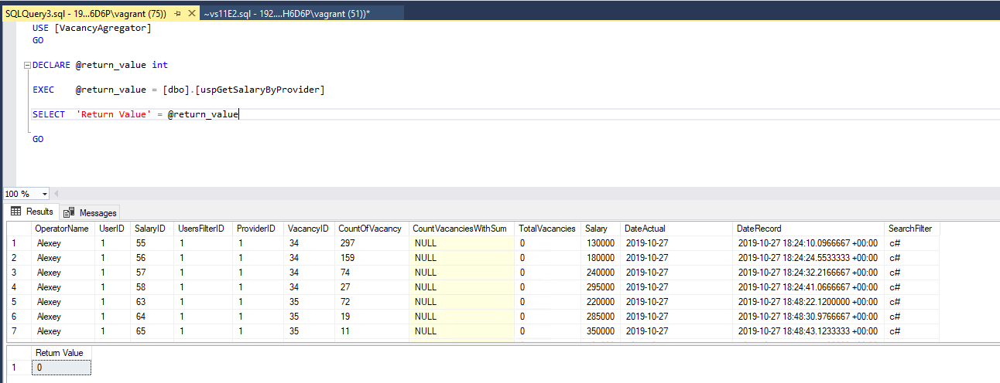 SQLQuery3.sql - 19...6D6P\vagrant (75)) ~vs11E2.sql - 192....H6D6P\vagrant (51))*
USE [VacancyAgregator]
GO
DECLARE @return_value int
EXEC @return_value = [dbo].[uspGetSalaryByProvider]
SELECT 'Return Value' = @return_value
GO
100 %
Results Messages
OperatorName UserID SalaryID UsersFilterID ProviderID VacancyID CountOfVacancy CountVacanciesWithSum TotalVacancies Salary DateActual DateRecord SearchFilter
1 Alexey 1 55 1 1 34 297 NULL 0 130000 2019-10-27 2019-10-27 18:24:10.0966667 +00:00 c#
2 Alexey 1 56 1 1 34 159 NULL 0 180000 2019-10-27 2019-10-27 18:24:24.5533333 +00:00 c#
3 Alexey 1 57 1 1 34 74 NULL 0 240000 2019-10-27 2019-10-27 18:24:32.2166667 +00:00 c#
4 Alexey 1 58 1 1 34 27 NULL 0 295000 2019-10-27 2019-10-27 18:24:41.0666667 +00:00 c#
5 Alexey 1 63 1 1 35 72 NULL 0 220000 2019-10-27 2019-10-27 18:48:22.1200000 +00:00 c#
6 Alexey 1 64 1 1 35 19 NULL 0 285000 2019-10-27 2019-10-27 18:48:30.9766667 +00:00 c#
7 Alexey 1 65 1 1 35 11 NULL 0 350000 2019-10-27 2019-10-27 18:48:43.1233333 +00:00 c#
Return Value
1 0